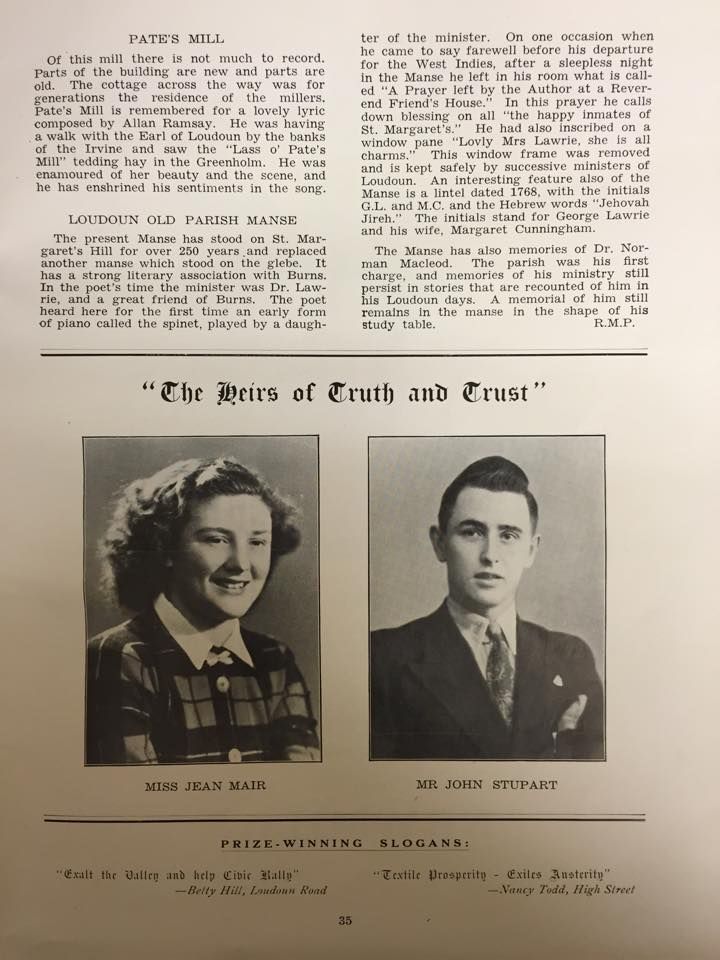 PATE'S MILL
Of this mill there is not much to record.
Parts of the building are new and parts are
old. The cottage across the way was for
generations the residence of the millers.
Pate's Mill is remembered for a lovely lyric
composed by Allan Ramsay. He was having
a walk with the Earl of Loudoun by the banks
of the Irvine and saw the "Lass o' Pate's
Mill" tedding hay in the Greenholm. He was
enamoured of her beauty and the scene, and
he has enshrined his sentiments in the song.
LOUDOUN OLD PARISH MANSE
The present Manse has stood on St. Mar-
garet's Hill for over 250 years and replaced
another manse which stood on the glebe. It
has a strong literary association with Burns.
In the poet's time the minister was Dr. Law-
rie, and a great friend of Burns. The poet
heard here for the first time an early form
of piano called the spinet, played by a daugh-
ter of the minister. On one occasion when
he came to say farewell before his departure
for the West Indies, after a sleepless night
in the Manse he left in his room what is call-
ed "A Prayer left by the Author at a Rever-
end Friend's House." In this prayer he calls
down blessing on all "the happy inmates of
St. Margaret's." He had also inscribed on a
window pane "Lovly Mrs Lawrie, she is all
charms." This window frame was removed
and is kept safely by successive ministers of
Loudoun. An interesting feature also of the
Manse is a lintel dated 1768, with the initials
G.L. and M.C. and the Hebrew words "Jehovah
Jireh." The initials stand for George Lawrie
and his wife, Margaret Cunningham.
The Manse has also memories of Dr. Nor-
man Macleod. The parish was his first
charge, and memories of his ministry still
persist in stories that are recounted of him in
his Loudoun days. A memorial of him still
remains in the manse in the shape of his
study table. R.M.P.
"The Heirs of Truth and Trust"
MISS JEAN MAIR
MR JOHN STUPART
PRIZE-WINNING SLOGANS:
"Exalt the Valley and help Civic Rally"
—Betty Hill, Loudoun Road
"Textile Prosperity - Exiles Austerity"
—Nancy Todd, High Street
35